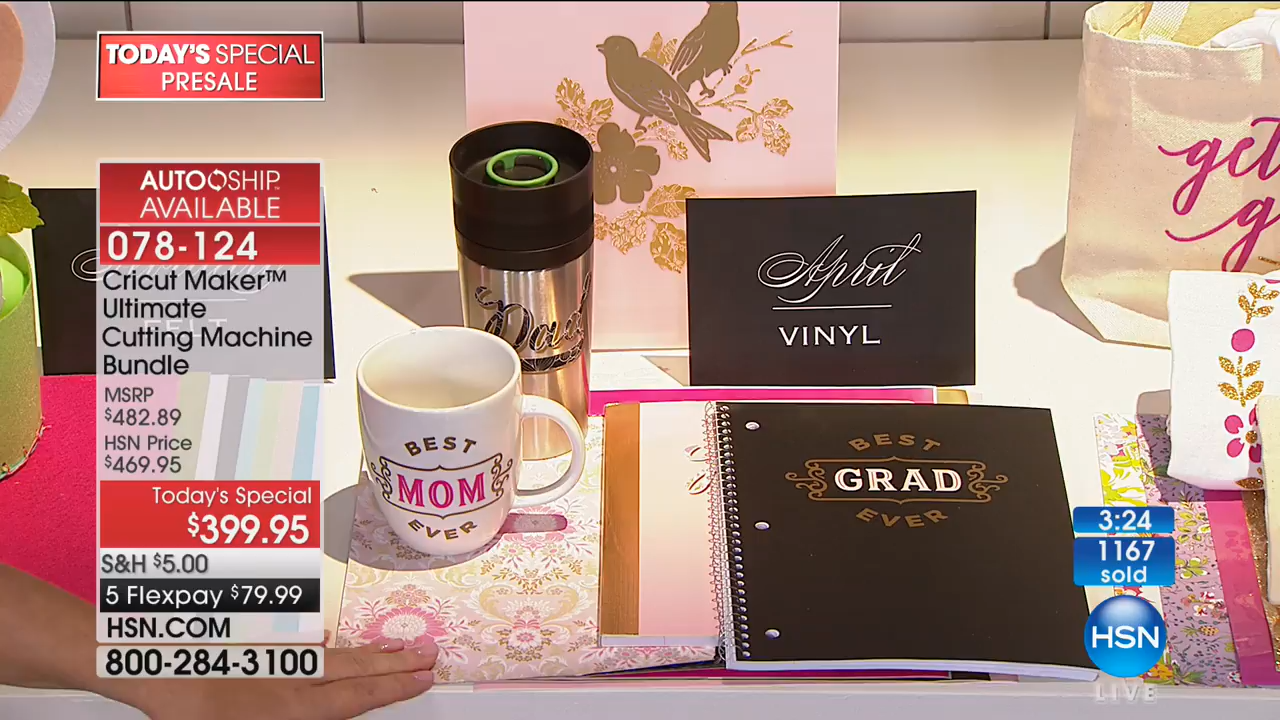 TODAY'S SPECIAL
PRESALE
AUTOSHIP™
AVAILABLE
078-124
Cricut Maker™
Ultimate
Cutting Machine
Bundle
MSRP
$482.89
HSN Price
$469.95
Today's Special
$399.95
S&H $5.00
5 Flexpay $79.99
HSN.COM
800-284-3100
Dad
BEST
MOM
EVER
April
VINYL
BEST
GRAD
EVER
get
3:24
1167
sold
HSN
LIVE